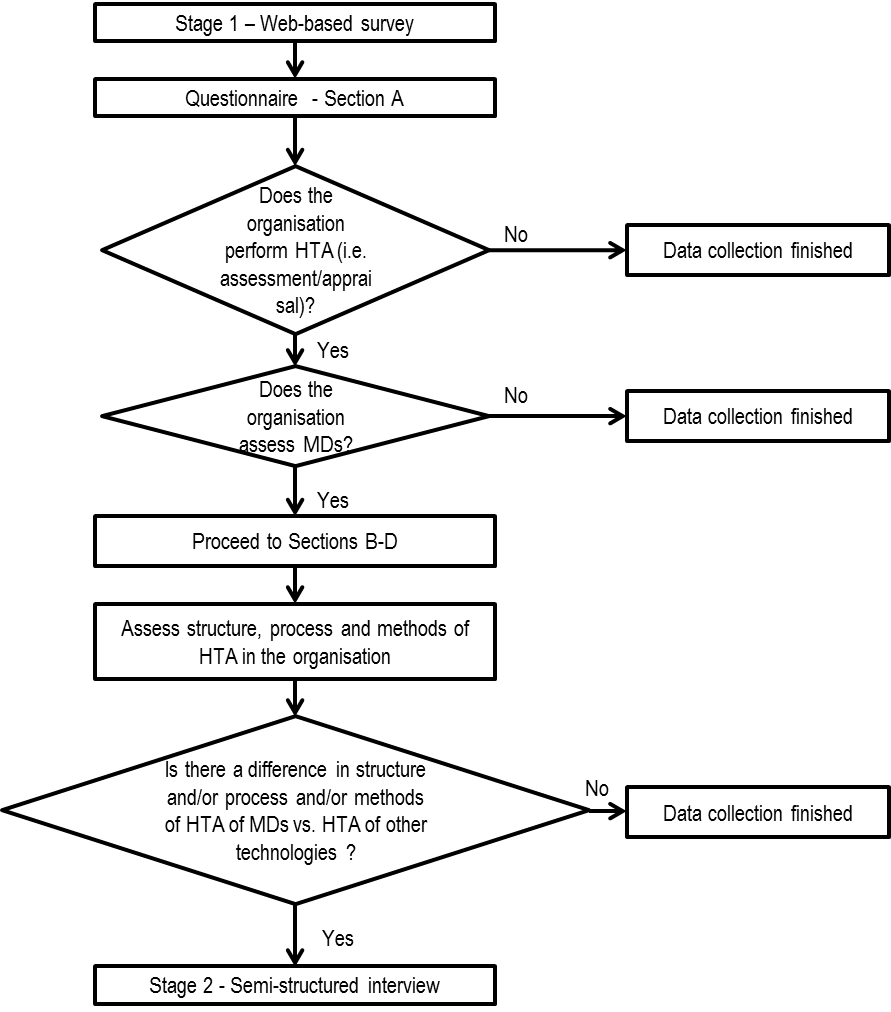 Stage 1 – Web-based survey
Questionnaire - Section A
Does the
organisation
perform HTA (i.e.
assessment/apprai
sal)?
No
Data collection finished
Yes
Does the
organisation
assess MDs?
No
Data collection finished
Yes
Proceed to Sections B-D
Assess structure, process and methods of
HTA in the organisation
Is there a difference in structure
and/or process and/or methods
of HTA of MDs vs. HTA of other
technologies ?
No
Data collection finished
Yes
Stage 2 - Semi-structured interview